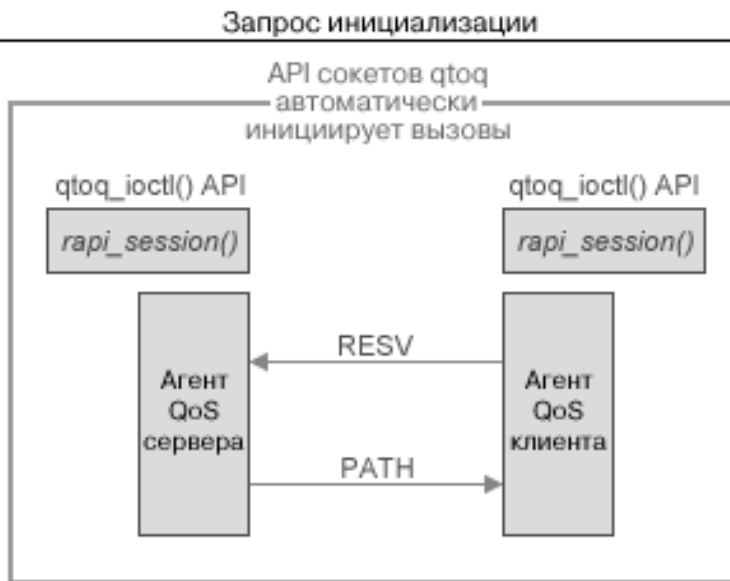 Запрос инициализации
API сокетов qtoq
автоматически
инициирует вызовы
qtoq_ioctl() API
qtoq_ioctl() API
rapi_session()
rapi_session()
RESV
Агент
QoS
сервера
Агент
QoS
клиента
PATH